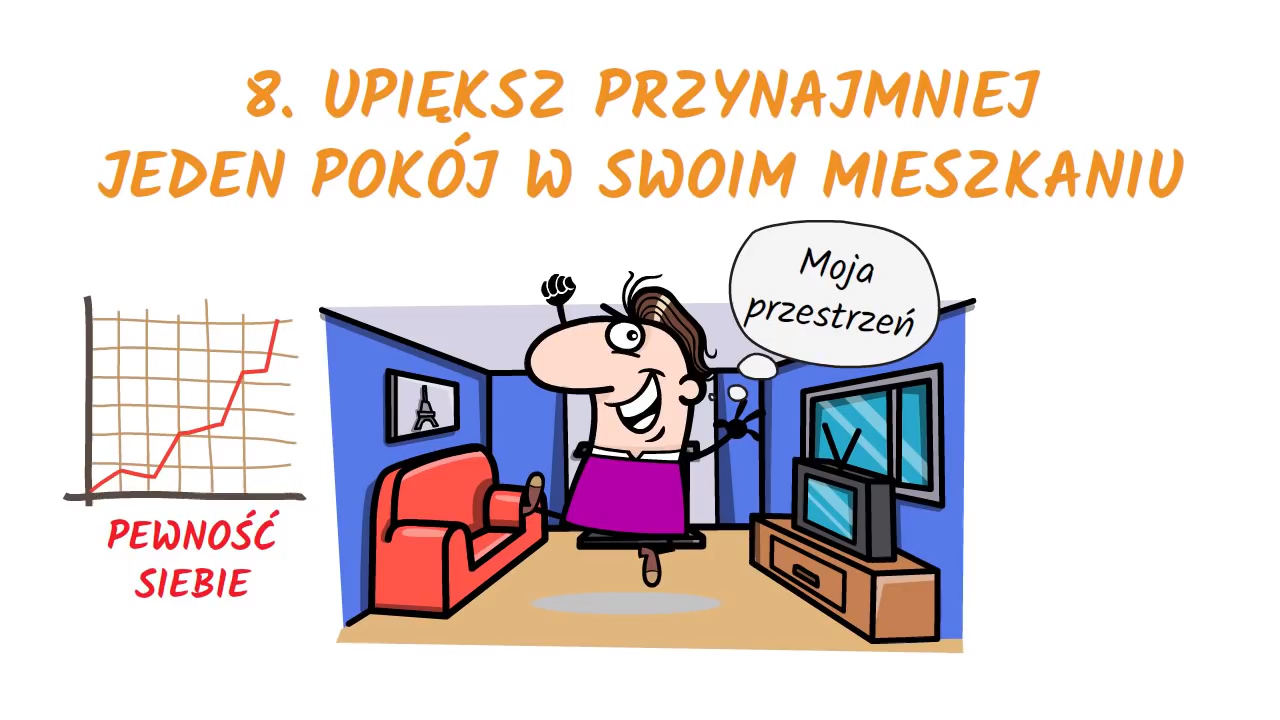 8. UPIĘKSZ PRZYNAJMNIEJ
JEDEN POKÓJ W SWOIM MIESZKANIU
Moja
przestrzeń
PEWNOŚĆ
SIEBIE